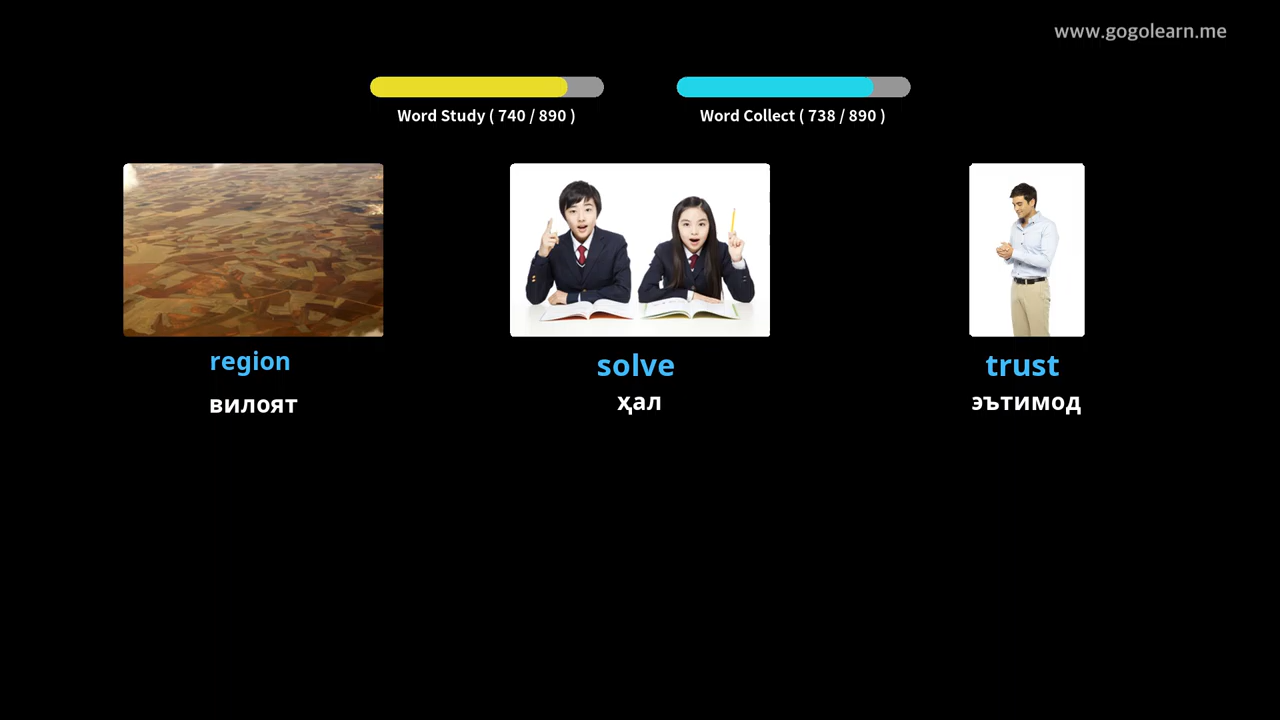 www.gogolearn.me
Word Study ( 740 / 890 )
Word Collect ( 738 / 890 )
region
solve
trust
вилоят
ҳал
эътимод